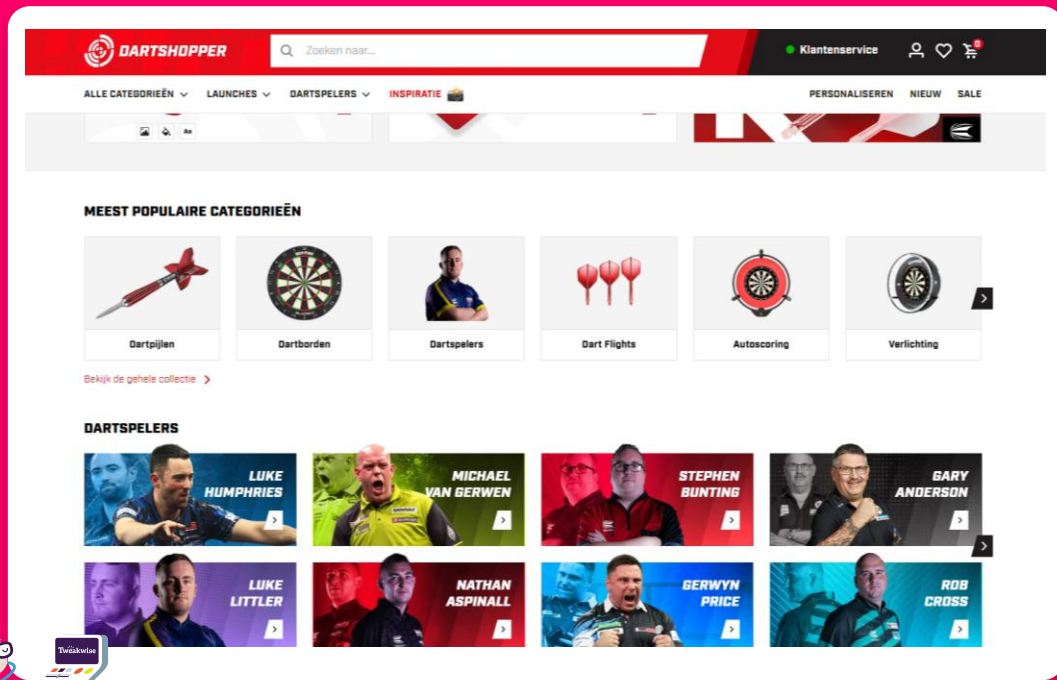 DARTSHOPPER
Zoeken naar...
Klantenservice
0
ALLE CATEGORIEËN
LAUNCHES
DARTSPELERS
INSPIRATIE
PERSONALISEREN
NIEUW
SALE
Aa
MEEST POPULAIRE CATEGORIEËN
Dartpijlen
Dartborden
Dartspelers
Dart Flights
Autoscoring
Verlichting
Bekijk de gehele collectie
DARTSPELERS
LUKE
HUMPHRIES
MICHAEL
VAN GERWEN
STEPHEN
BUNTING
GARY
ANDERSON
LUKE
LITTLER
NATHAN
ASPINALL
GERWYN
PRICE
ROB
CROSS
Tweakwise